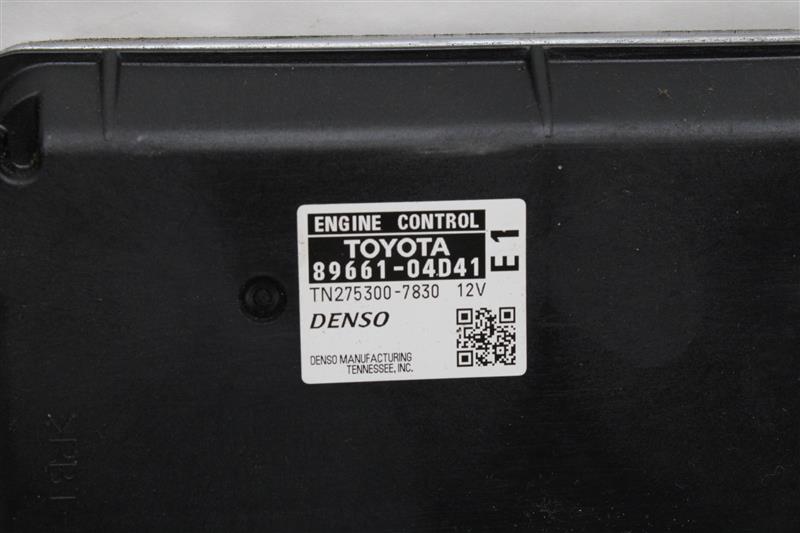 ENGINE CONTROL
TOYOTA
89661-04D41
E1
TN275300-7830 12V
DENSO
DENSO MANUFACTURING
TENNESSEE, INC.